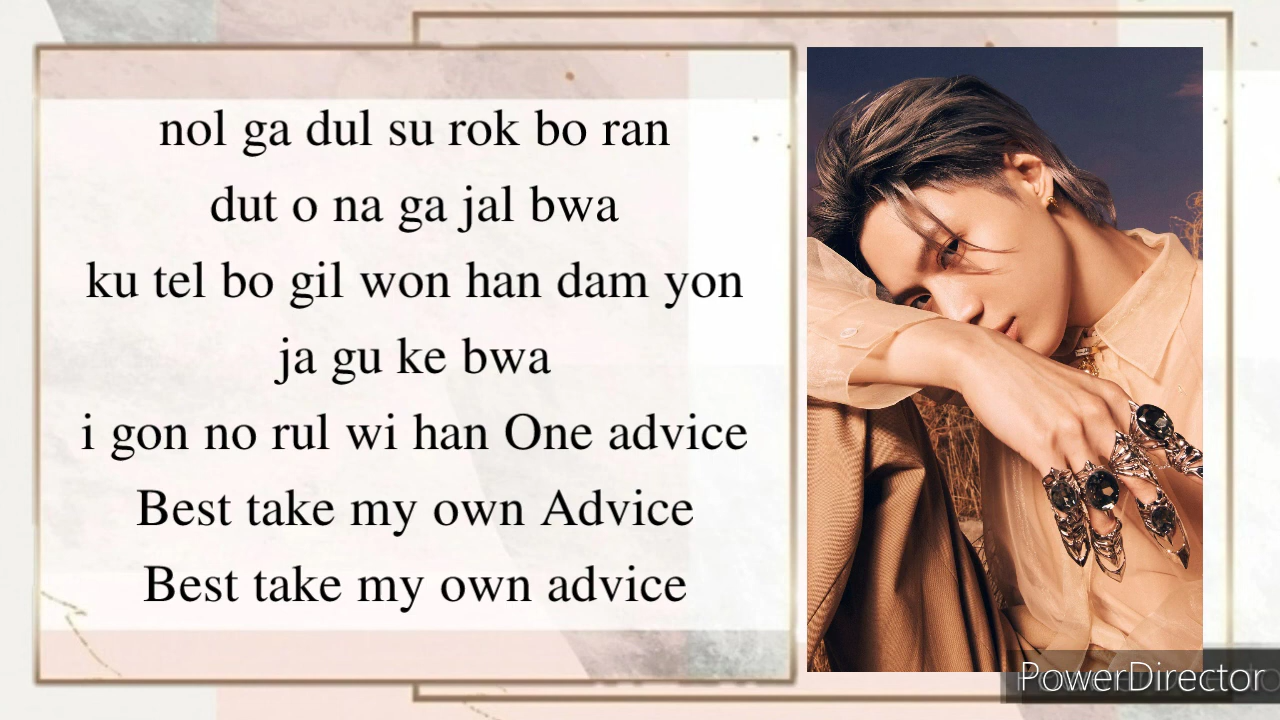 nol ga dul su rok bo ran
dut o na ga jal bwa
ku tel bo gil won han dam yon
ja gu ke bwa
i gon no rul wi han One advice
Best take my own Advice
Best take my own advice
PowerDirector